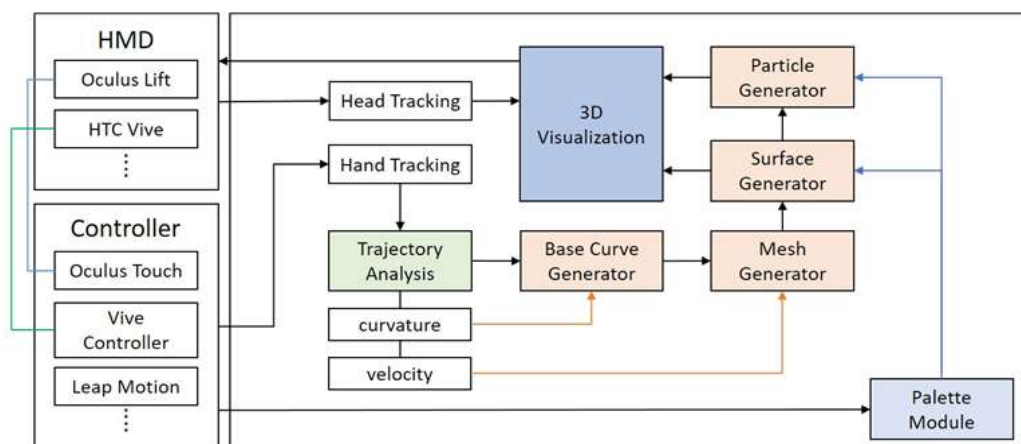 HMD
Oculus Lift
HTC Vive
⋮
Controller
Oculus Touch
Vive
Controller
Leap Motion
⋮
Head Tracking
Hand Tracking
Trajectory
Analysis
curvature
velocity
3D
Visualization
Base Curve
Generator
Particle
Generator
Surface
Generator
Mesh
Generator
Palette
Module